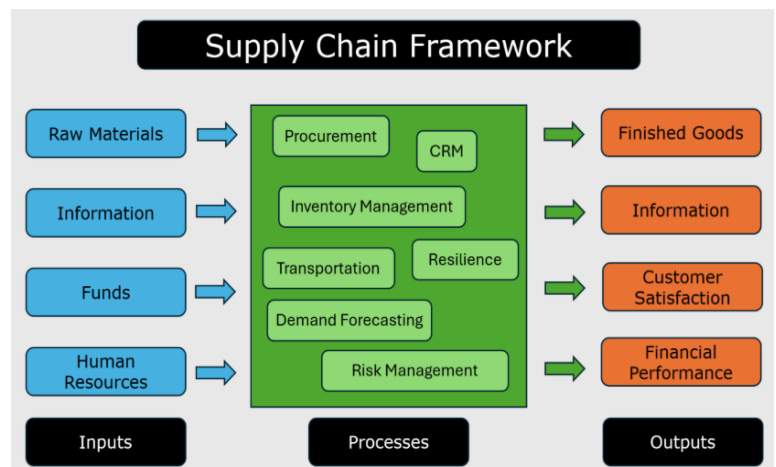 Supply Chain Framework
Raw Materials
Information
Funds
Human
Resources
Inputs
Procurement
CRM
Inventory Management
Transportation
Resilience
Demand Forecasting
Risk Management
Processes
Finished Goods
Information
Customer
Satisfaction
Financial
Performance
Outputs